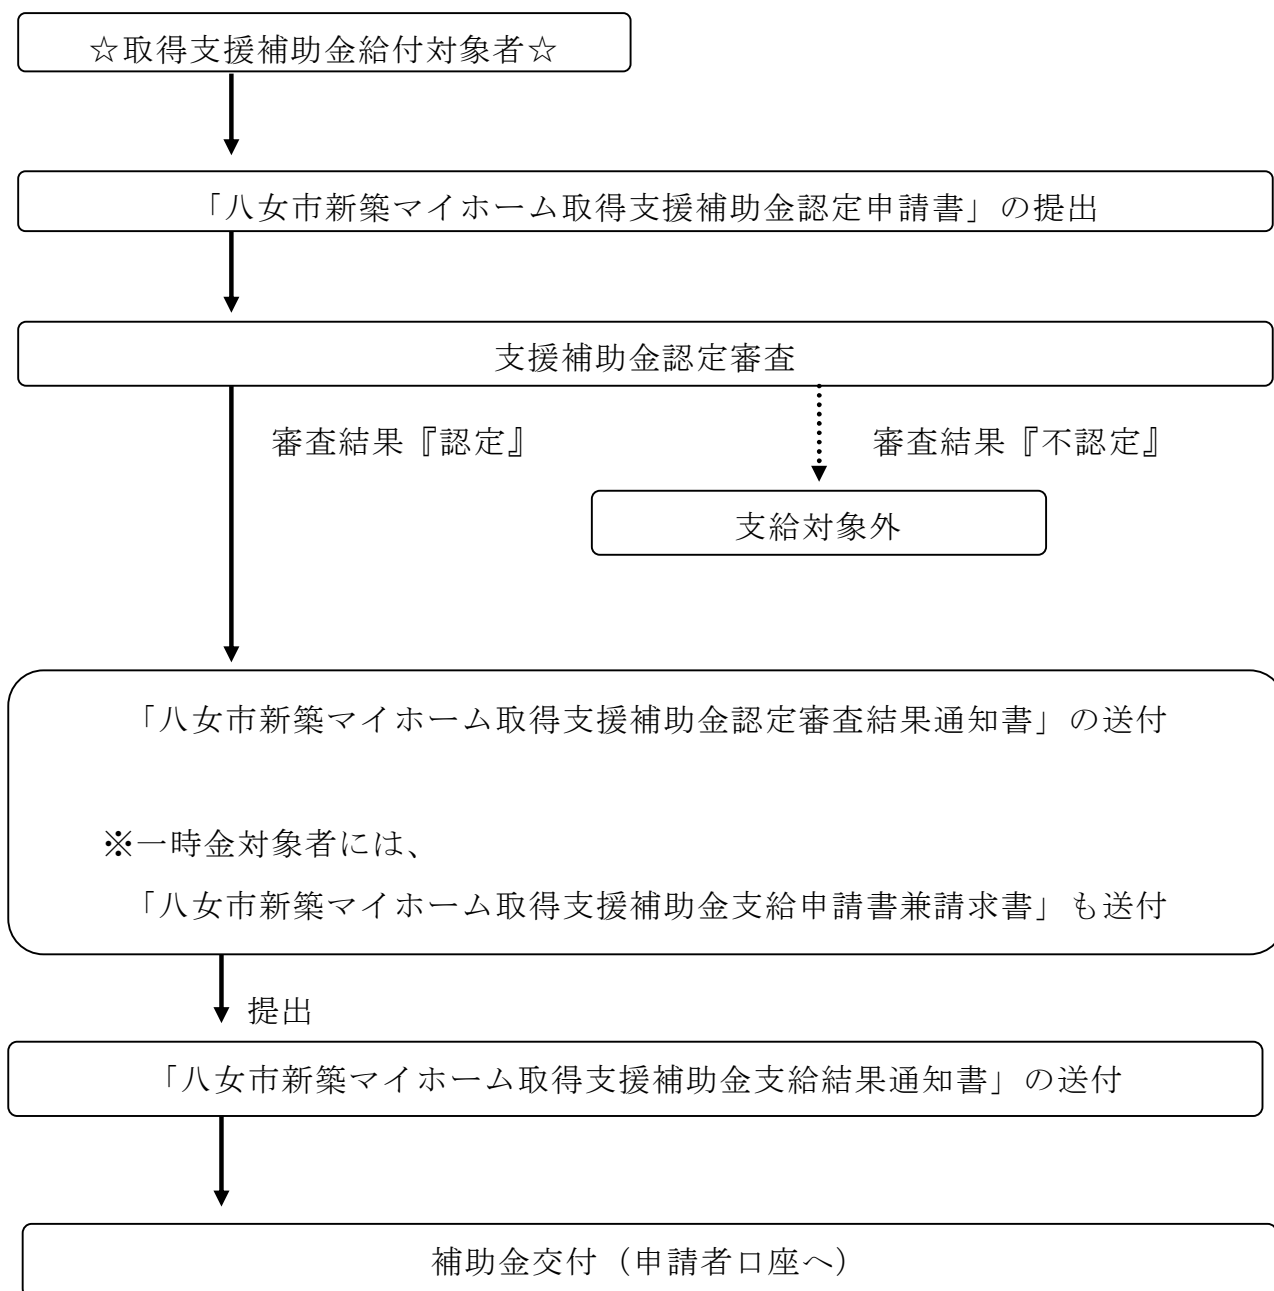 ☆取得支援補助金給付対象者☆
「八女市新築マイホーム取得支援補助金認定申請書」の提出
支援補助金認定審査
審査結果『認定』
審査結果『不認定』
支給対象外
「八女市新築マイホーム取得支援補助金認定審査結果通知書」の送付
※一時金対象者には、
「八女市新築マイホーム取得支援補助金支給申請書兼請求書」も送付
提出
「八女市新築マイホーム取得支援補助金支給結果通知書」の送付
補助金交付（申請者口座へ）